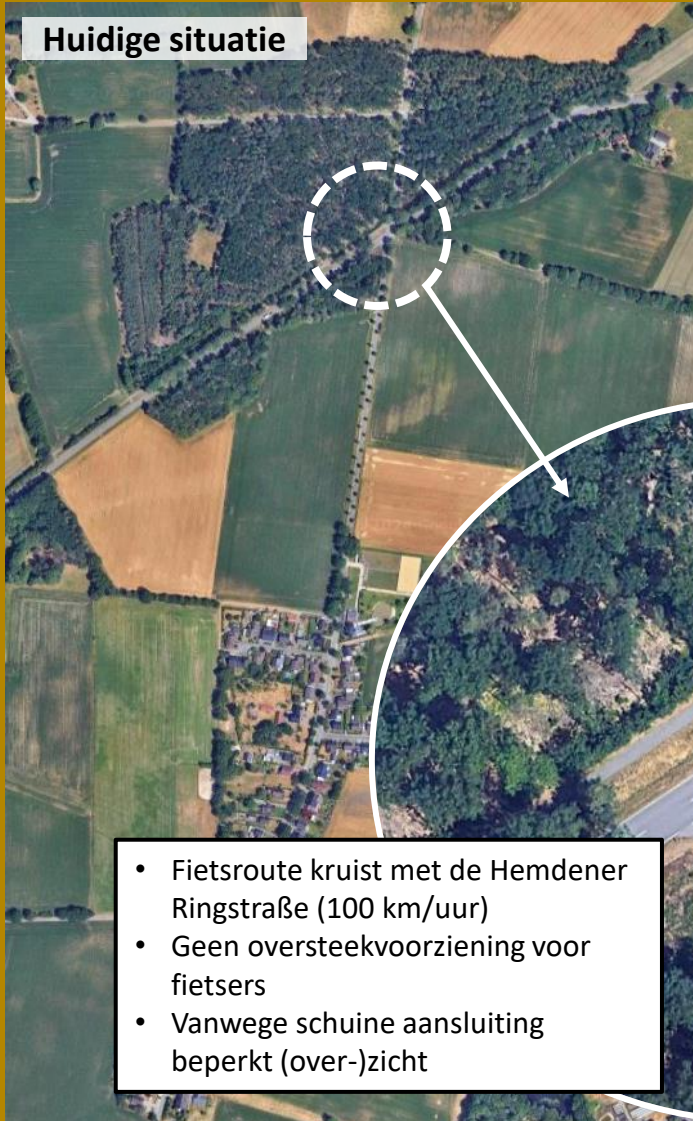 Huidige situatie
• Fietsroute kruist met de Hemdener
Ringstraße (100 km/uur)
• Geen oversteekvoorziening voor
fietsers
• Vanwege schuine aansluiting
beperkt (over-)zicht